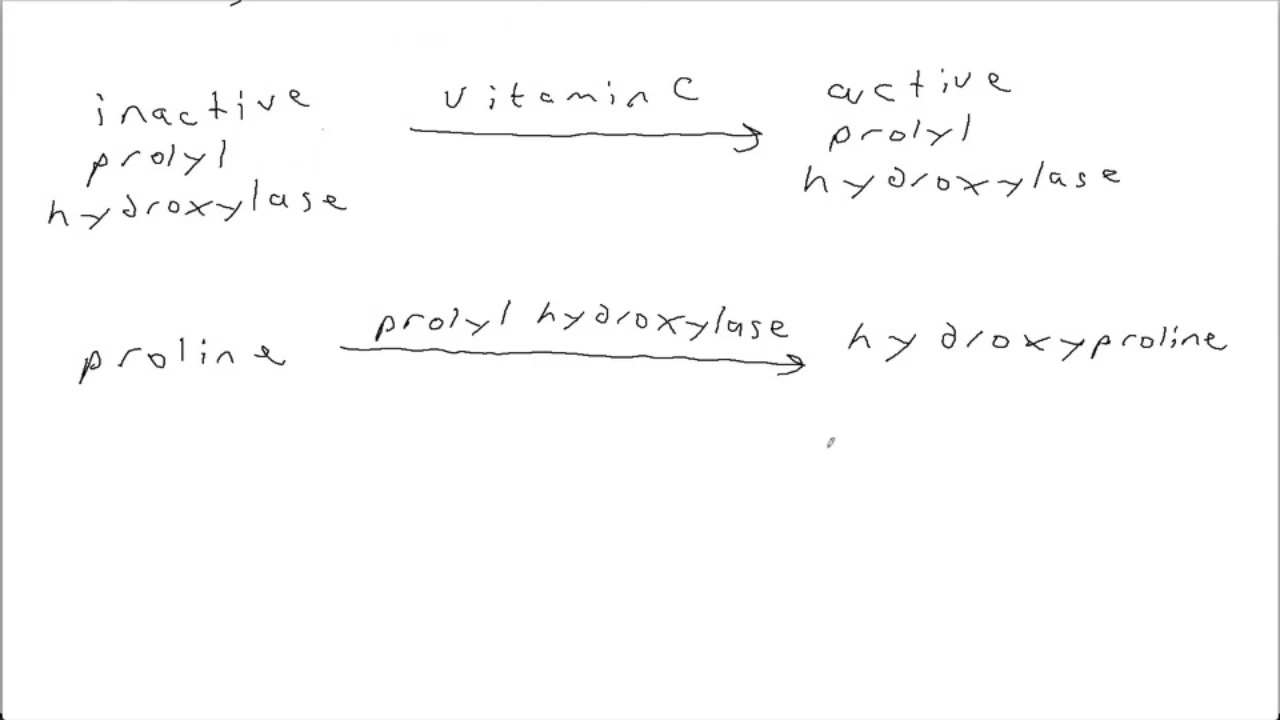 inactive
prolyl
hydroxylase
vitamin C
active
prolyl
hydroxylase
proline
prolyl hydroxylase
hydroxyproline